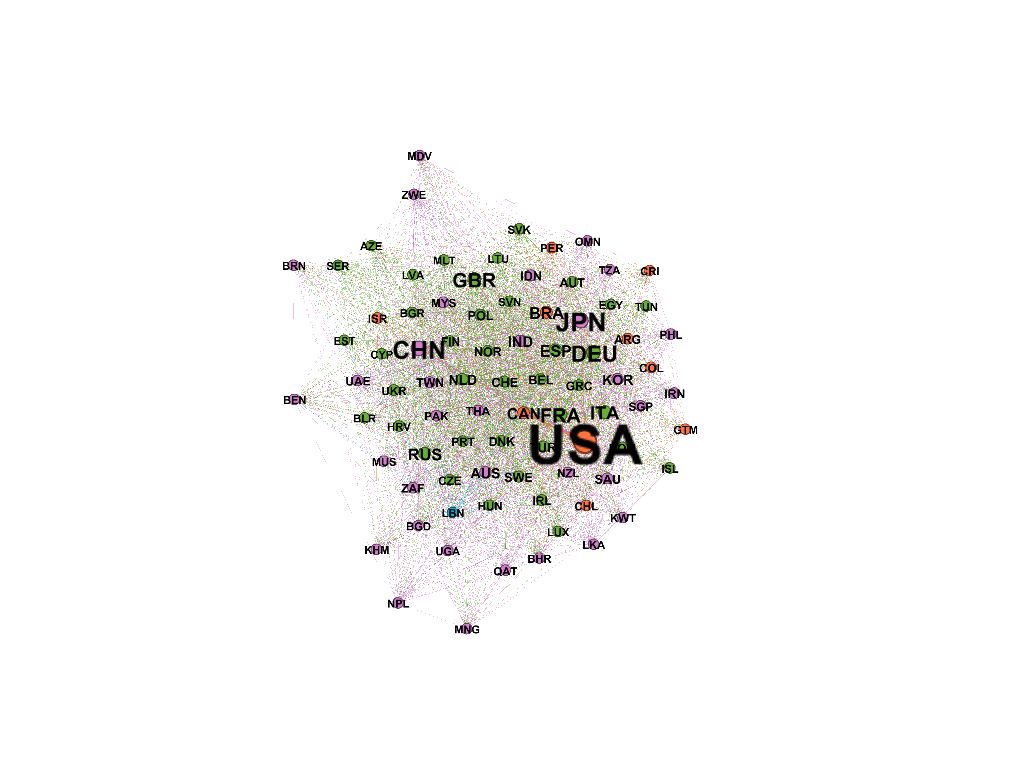 MDV
ZWE
SVK
AZE
PER
OMN
MLT
LTU
BRN
SER
LVA
GBR
IDN
AUT
TZA
CRI
MYS
SVN
EGY
TUN
ISR
BGR
POL
BRA
JPN
PHL
EST
CYP
CHN
FIN
NOR
IND
ESP
DEU
ARG
COL
UAE
UKR
TWN
NLD
CHE
BEL
GRC
KOR
IRN
BEN
BLR
HRV
PAK
THA
CAN
FRA
ITA
SGP
GTM
RUS
PRT
DNK
USA
MUS
ZAF
CZE
AUS
SWE
NZL
SAU
ISL
LBN
HUN
IRL
CHL
KWT
BGD
LUX
KHM
UGA
QAT
BHR
LKA
NPL
MNG